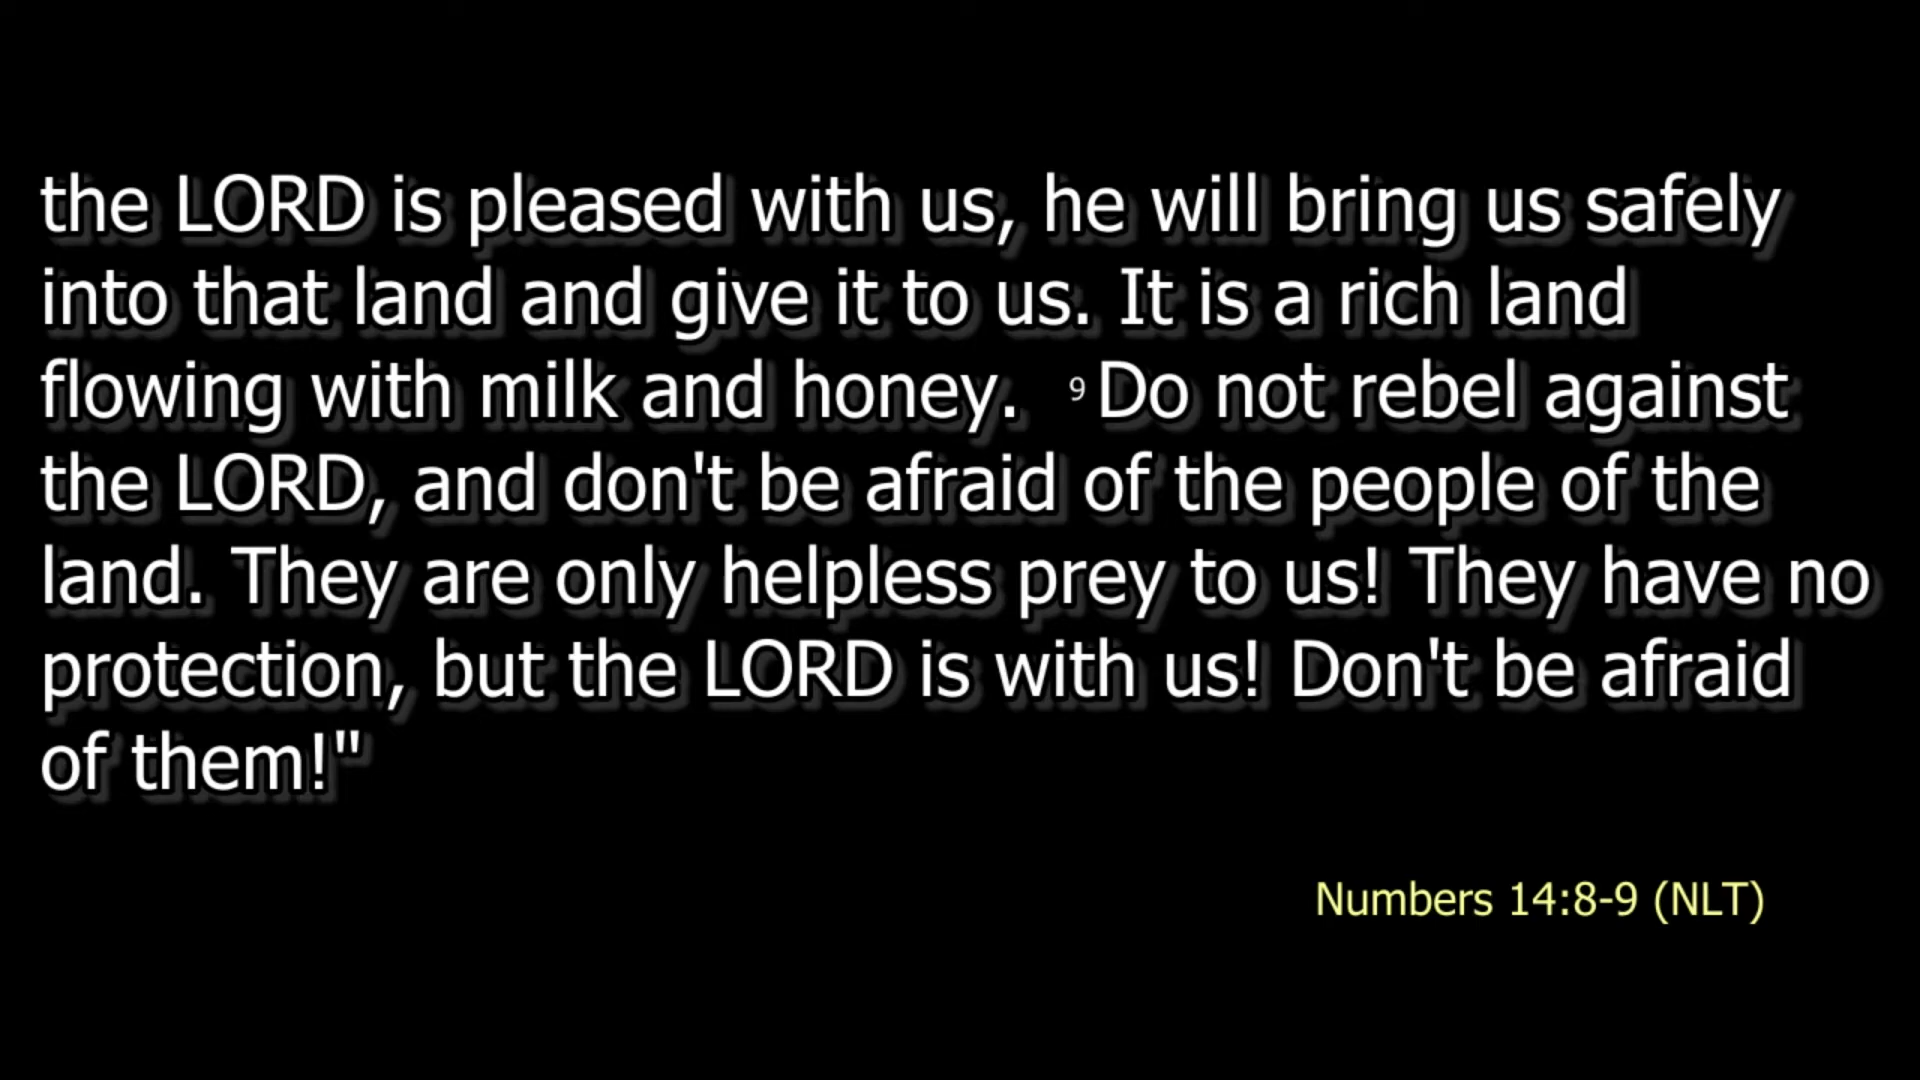 the LORD is pleased with us, he will bring us safely
into that land and give it to us. It is a rich land
flowing with milk and honey. 9 Do not rebel against
the LORD, and don't be afraid of the people of the
land. They are only helpless prey to us! They have no
protection, but the LORD is with us! Don't be afraid
of them!"
Numbers 14:8-9 (NLT)